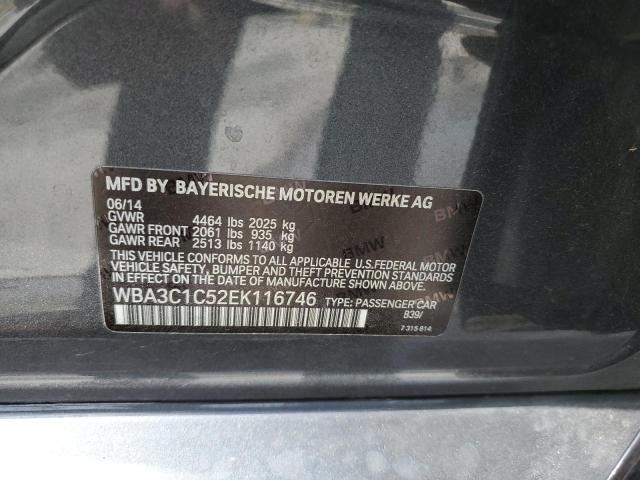 MFD BY BAYERISCHE MOTOREN WERKE AG
06/14
GVWR 4464 lbs 2025 kg
GAWR FRONT 2061 lbs 935 kg
GAWR REAR 2513 lbs 1140 kg
THIS VEHICLE CONFORMS TO ALL APPLICABLE U.S.FEDERAL MOTOR
VEHICLE SAFETY, BUMPER AND THEFT PREVENTION STANDARDS
IN EFFECT ON THE DATE OF MANUFACTURE SHOWN ABOVE.
WBA3C1C52EK116746 TYPE: PASSENGER CAR
B39/
7 315 814